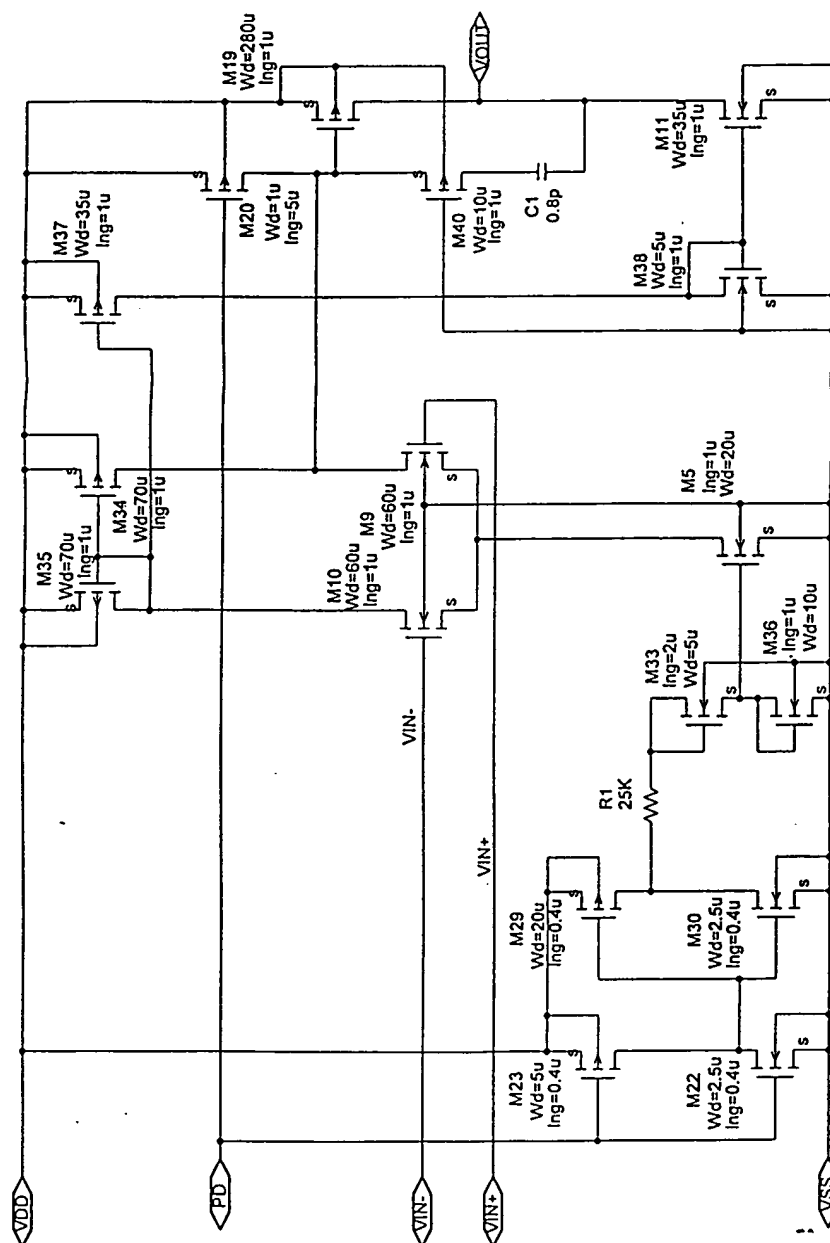 M19
Wd=280u
lng=1u
VOUT
M37
Wd=35u
lng=1u
s
s
M20
Wd=1u
lng=5u
s
M40
Wd=10u
lng=1u
s
C1
0.8p
M11
Wd=35u
lng=1u
s
M38
Wd=5u
lng=1u
s
M35
Wd=70u
lng=1u
s
M34
Wd=70u
lng=1u
s
M10
Wd=60u
lng=1u
s
M9
Wd=60u
lng=1u
s
M5
lng=1u
Wd=20u
s
M33
lng=2u
Wd=5u
s
M36
lng=1u
Wd=10u
s
R1
25K
VIN-
VIN+
M29
Wd=20u
lng=0.4u
s
M30
Wd=2.5u
lng=0.4u
s
M23
Wd=5u
lng=0.4u
s
M22
Wd=2.5u
lng=0.4u
s
VDD
PD
VIN-
VIN+
VSS